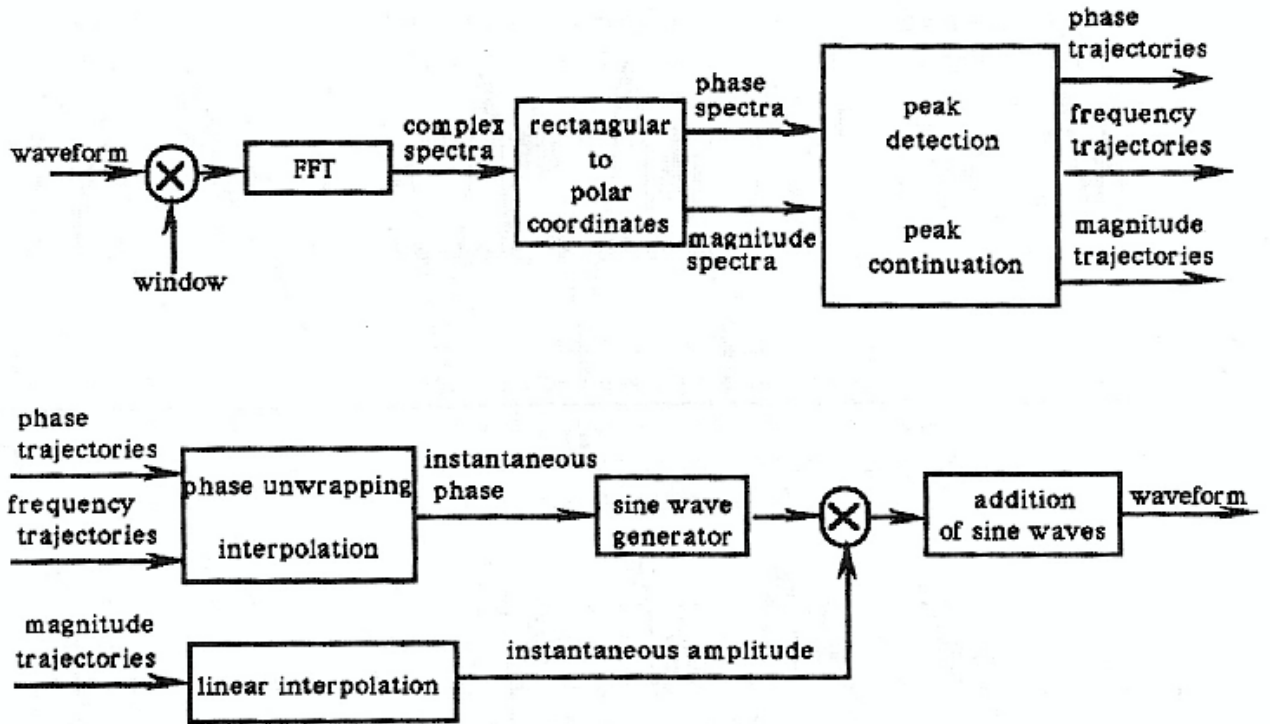 waveform
window
FFT
complex
spectra
rectangular
to
polar
coordinates
phase
spectra
magnitude
spectra
peak
detection
peak
continuation
phase
trajectories
frequency
trajectories
magnitude
trajectories
phase
trajectories
frequency
trajectories
phase unwrapping
interpolation
instantaneous
phase
sine wave
generator
addition
of sine waves
waveform
magnitude
trajectories
linear interpolation
instantaneous amplitude